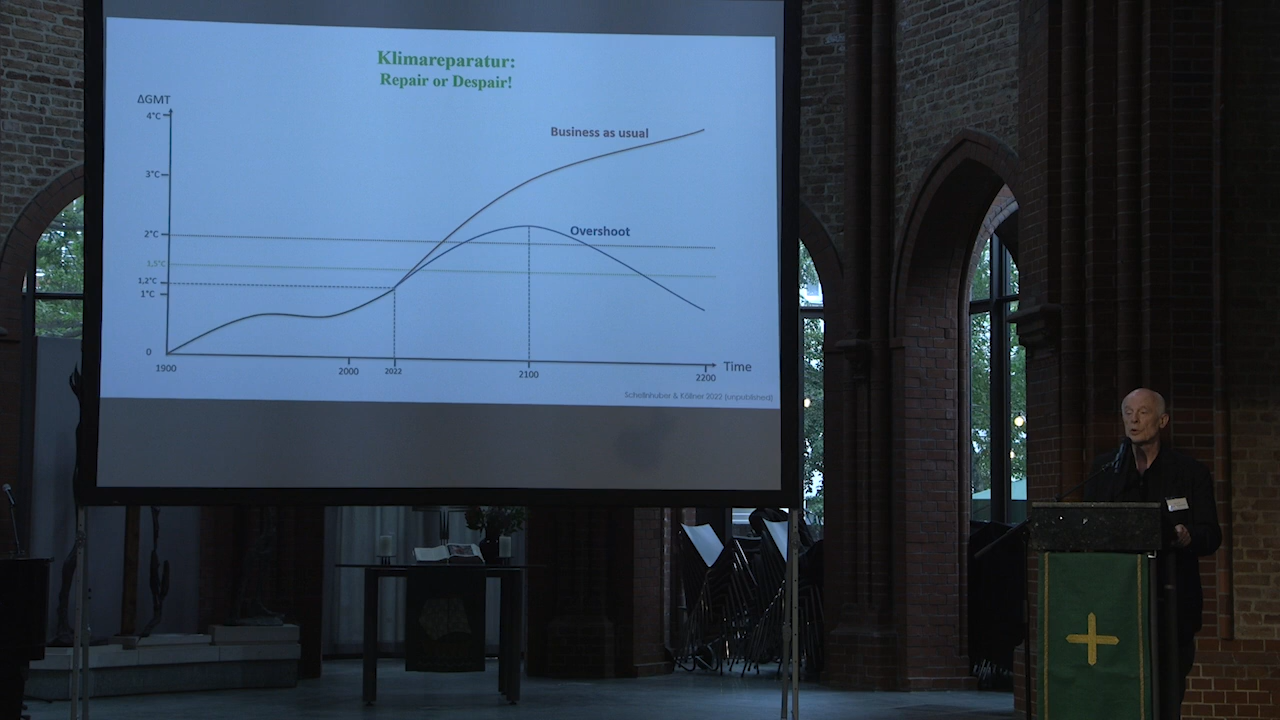 Klimareparatur:
Repair or Despair!
ΔGMT
4°C
Business as usual
3°C
2°C
Overshoot
1,5°C
1,2°C
1°C
0
1900
2000
2022
2100
2200
Time
Schellnhuber & Köllner 2022 (unpublished)